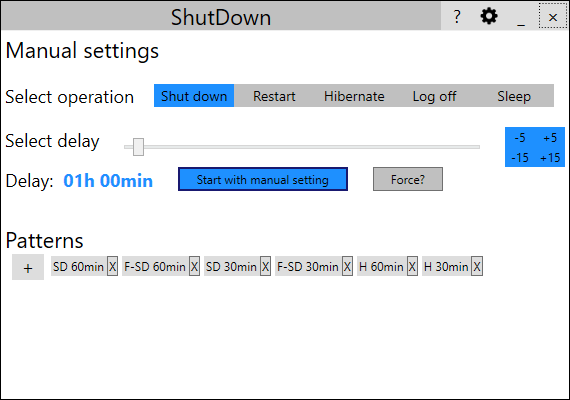 ShutDown ? _ ×
Manual settings
Select operation Shut down Restart Hibernate Log off Sleep
Select delay -5 +5
-15 +15
Delay: 01h 00min Start with manual setting Force?
Patterns
+ SD 60min X F-SD 60min X SD 30min X F-SD 30min X H 60min X H 30min X